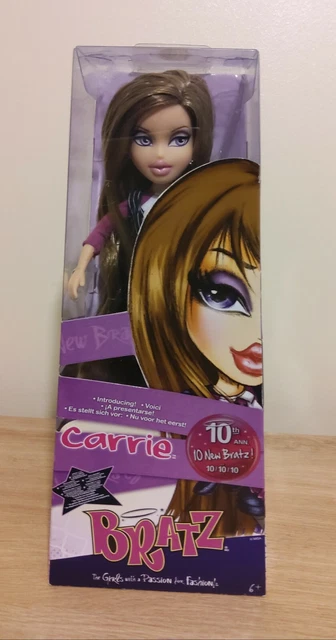 New Bra
• Introducing! • Voici
• ¡A presentarse!
• Es stellt sich vor: • Nu voor het eerst!
Carrie
10th
ANN
10 New Bratz!
10/10/10
BRATZ
The Girls with a Passion for Fashion!
6+